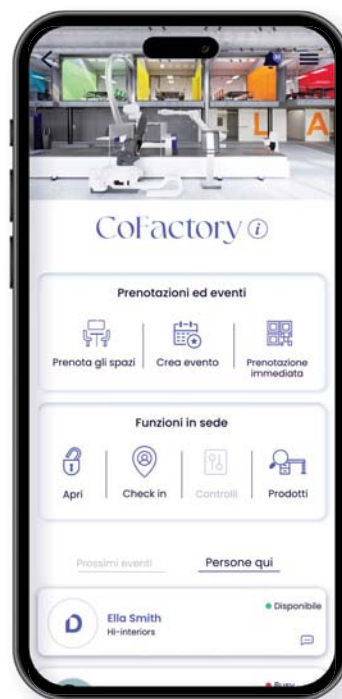 L A
CoFactory i
Prenotazioni ed eventi
Prenota gli spazi
Crea evento
Prenotazione
immediata
Funzioni in sede
Apri
Check in
Controlli
Prodotti
Prossimi eventi
Persone qui
Ella Smith
Hi-interiors
Disponibile
Busy